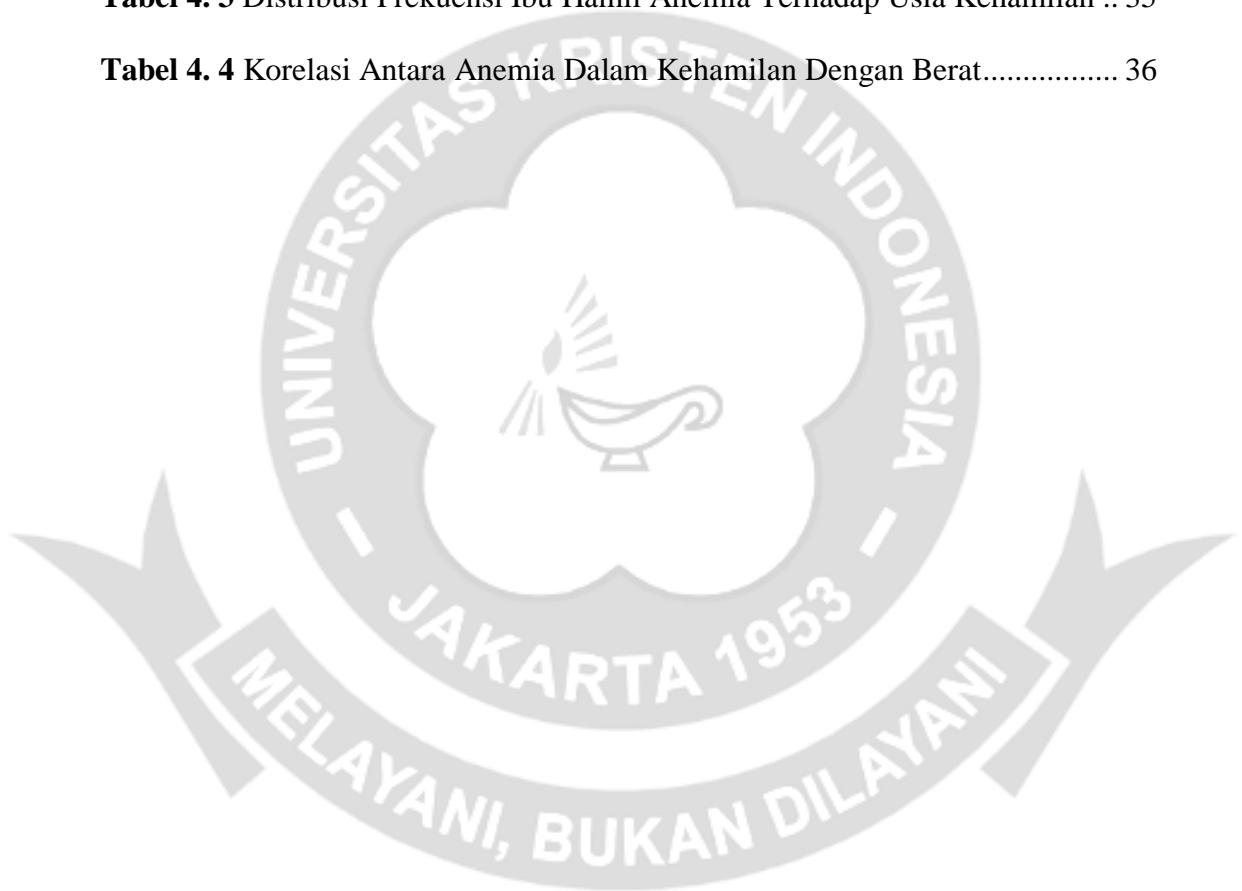 Tabel 4. 3 Distribusi Frekuensi Ibu Hamil Anemia Terhadap Usia Kehamilan .. 35
Tabel 4. 4 Korelasi Antara Anemia Dalam Kehamilan Dengan Berat................. 36
UNIVERSITAS KRISTEN INDONESIA
- JAKARTA 1953 -
MELAYANI, BUKAN DILAYANI